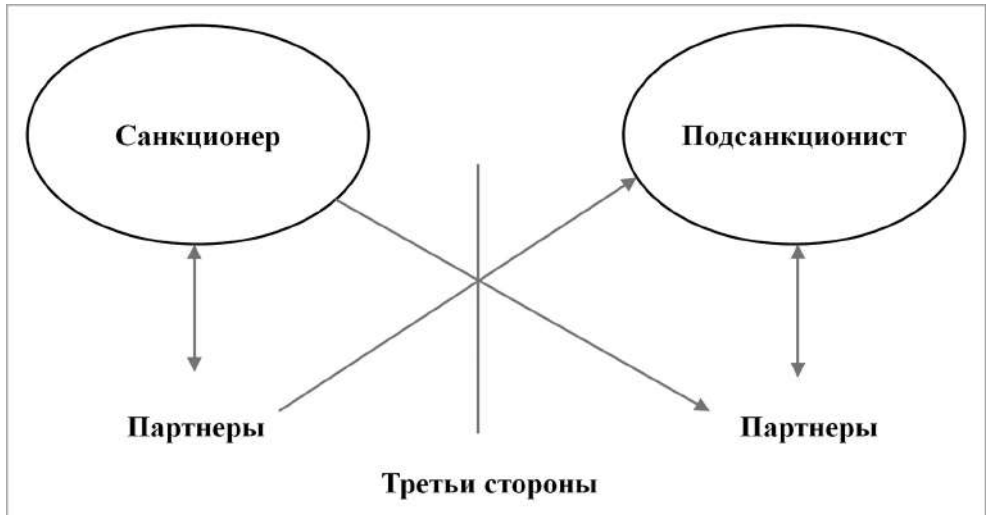 Санкционер
Подсанкционист
Партнеры
Партнеры
Третьи стороны